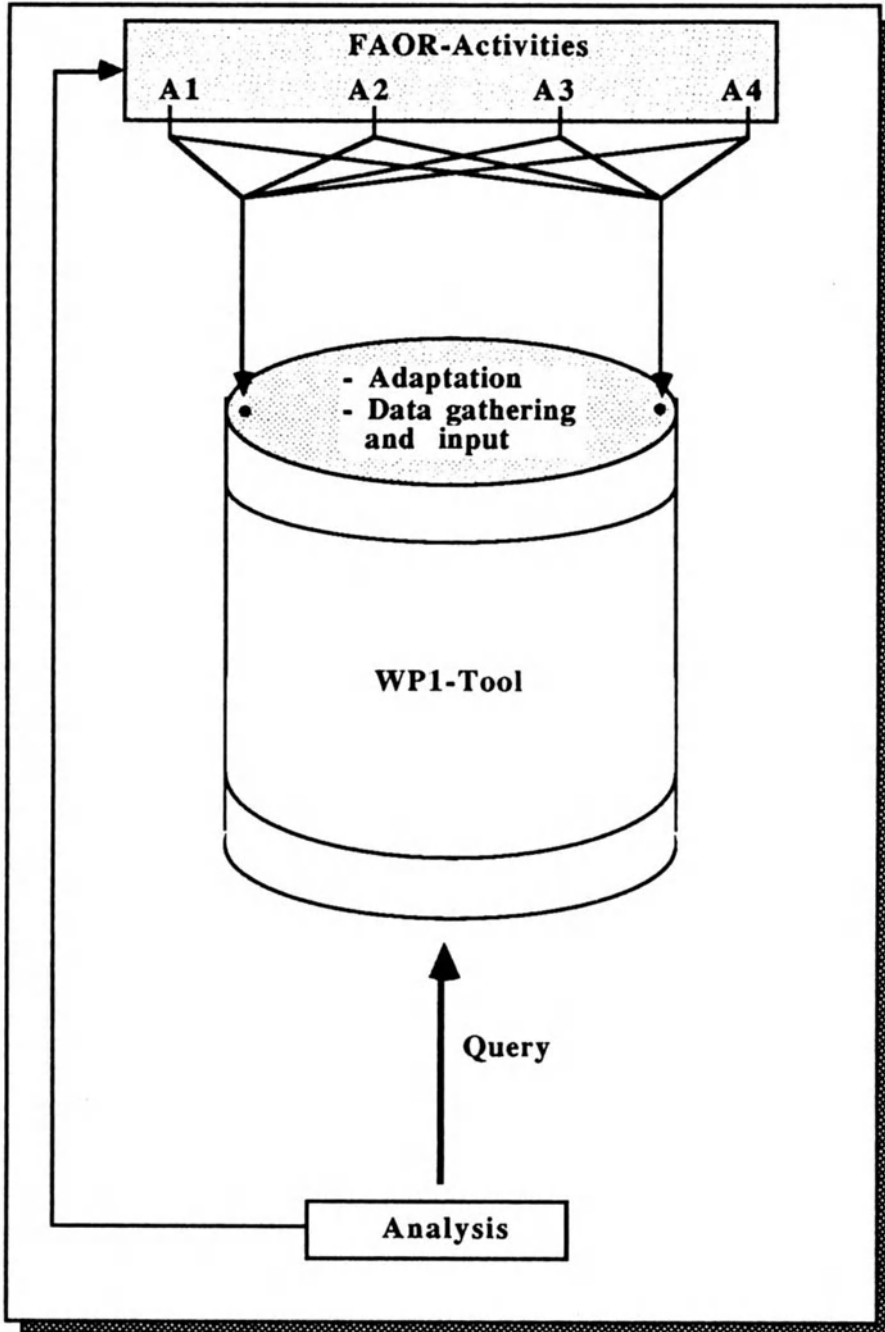 FAOR-Activities
A1 A2 A3 A4
- Adaptation
- Data gathering
and input
WP1-Tool
Query
Analysis